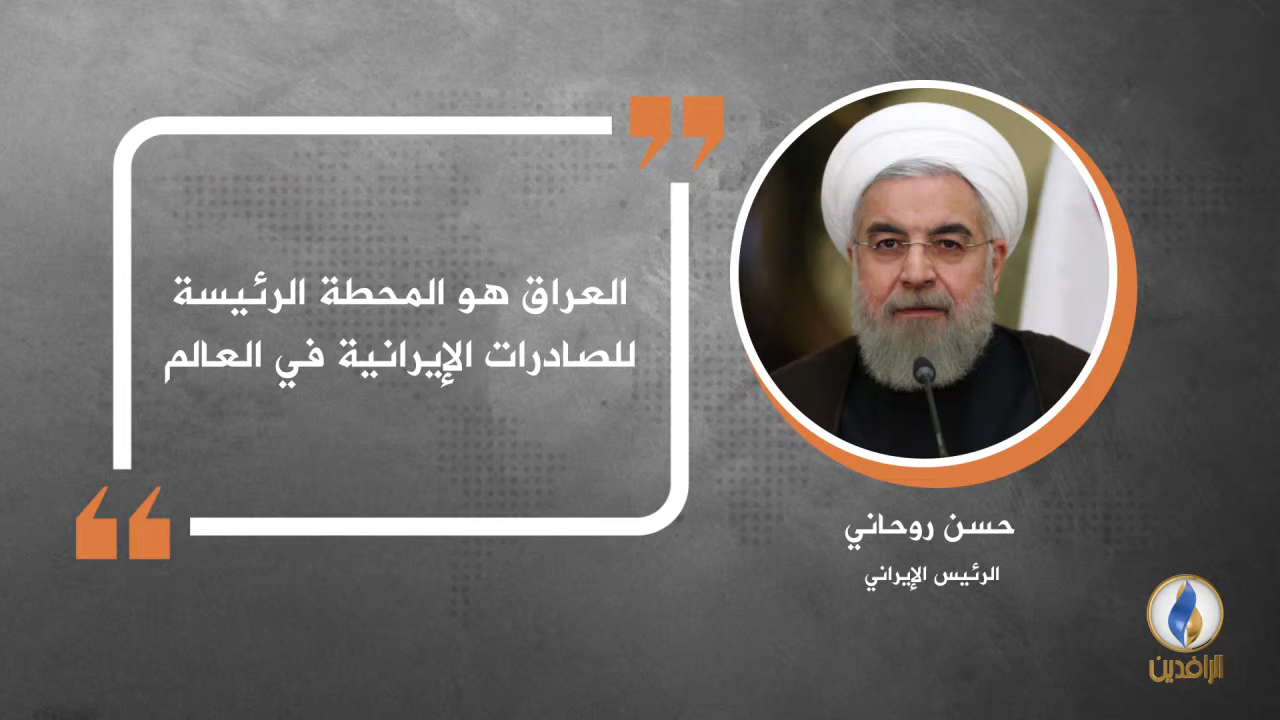 العراق هو المحطة الرئيسة
للصادرات الإيرانية في العالم
حسن روحاني
الرئيس الإيراني
الرافدين